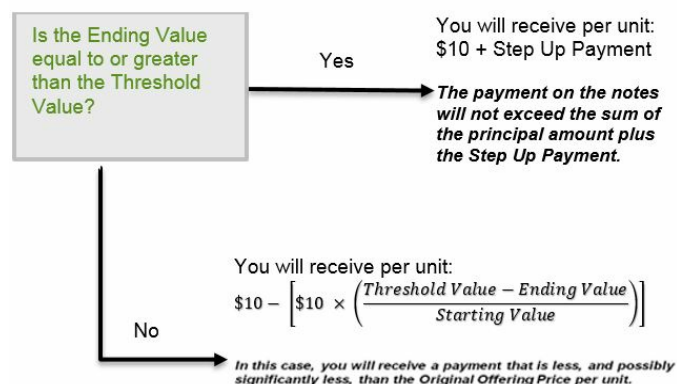 Is the Ending Value
equal to or greater
than the Threshold
Value?
Yes
You will receive per unit:
$10 + Step Up Payment
The payment on the notes
will not exceed the sum of
the principal amount plus
the Step Up Payment.
No
You will receive per unit:
$10 − [$10 × (Threshold Value − Ending Value / Starting Value)]
In this case, you will receive a payment that is less, and possibly
significantly less, than the Original Offering Price per unit.